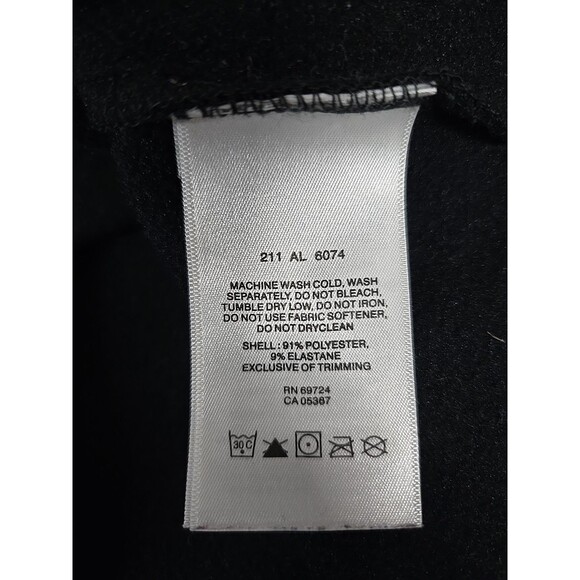 211 AL 6074
MACHINE WASH COLD, WASH
SEPARATELY, DO NOT BLEACH,
TUMBLE DRY LOW, DO NOT IRON,
DO NOT USE FABRIC SOFTENER,
DO NOT DRYCLEAN
SHELL : 91% POLYESTER,
9% ELASTANE
EXCLUSIVE OF TRIMMING
RN 69724
CA 05367
30 C